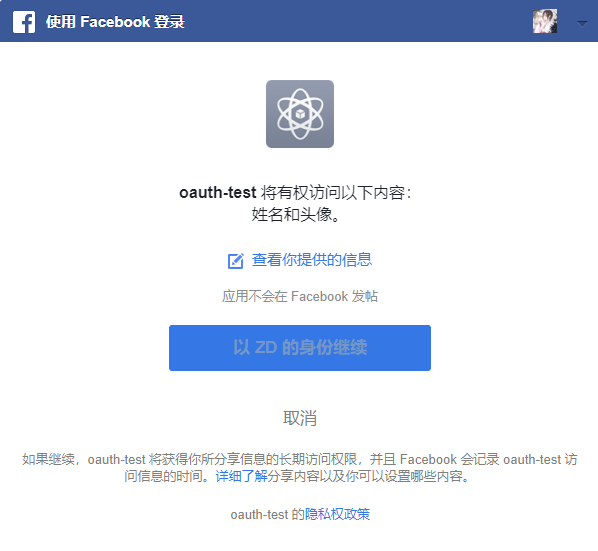 使用 Facebook 登录
oauth-test 将有权访问以下内容：
姓名和头像。
查看你提供的信息
应用不会在 Facebook 发帖
以 ZD 的身份继续
取消
如果继续，oauth-test 将获得你所分享信息的长期访问权限，并且 Facebook 会记录 oauth-test 访
问信息的时间。详细了解分享内容以及你可以设置哪些内容。
oauth-test 的隐私权政策